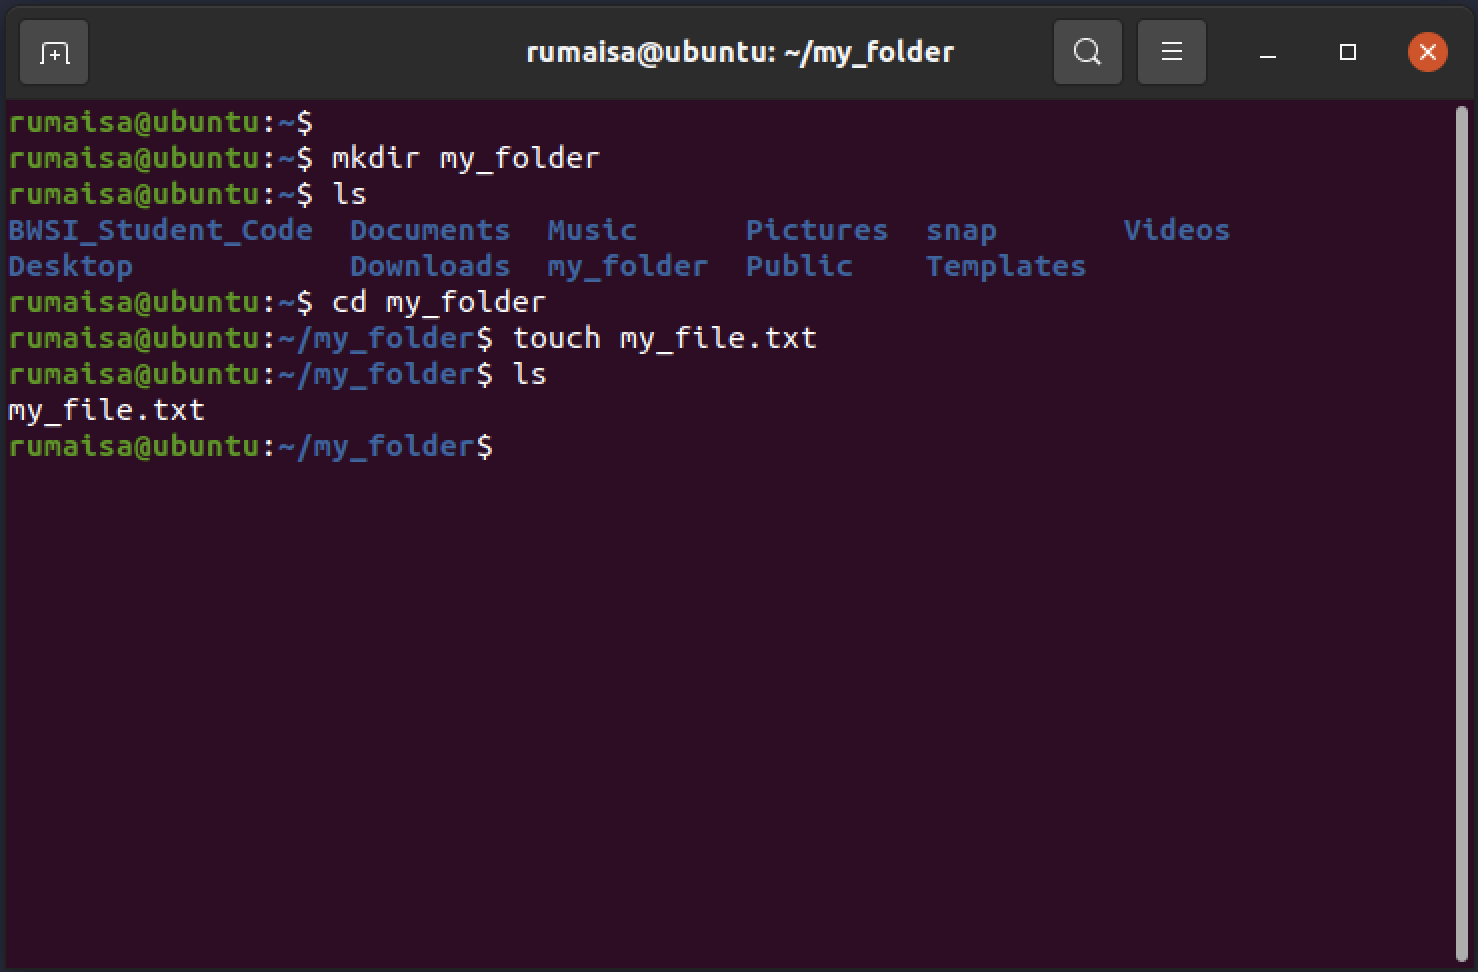 rumaisa@ubuntu: ~/my_folder
rumaisa@ubuntu:~$
rumaisa@ubuntu:~$ mkdir my_folder
rumaisa@ubuntu:~$ ls
BWSI_Student_Code  Documents  Music      Pictures  snap       Videos
Desktop            Downloads  my_folder  Public    Templates
rumaisa@ubuntu:~$ cd my_folder
rumaisa@ubuntu:~/my_folder$ touch my_file.txt
rumaisa@ubuntu:~/my_folder$ ls
my_file.txt
rumaisa@ubuntu:~/my_folder$